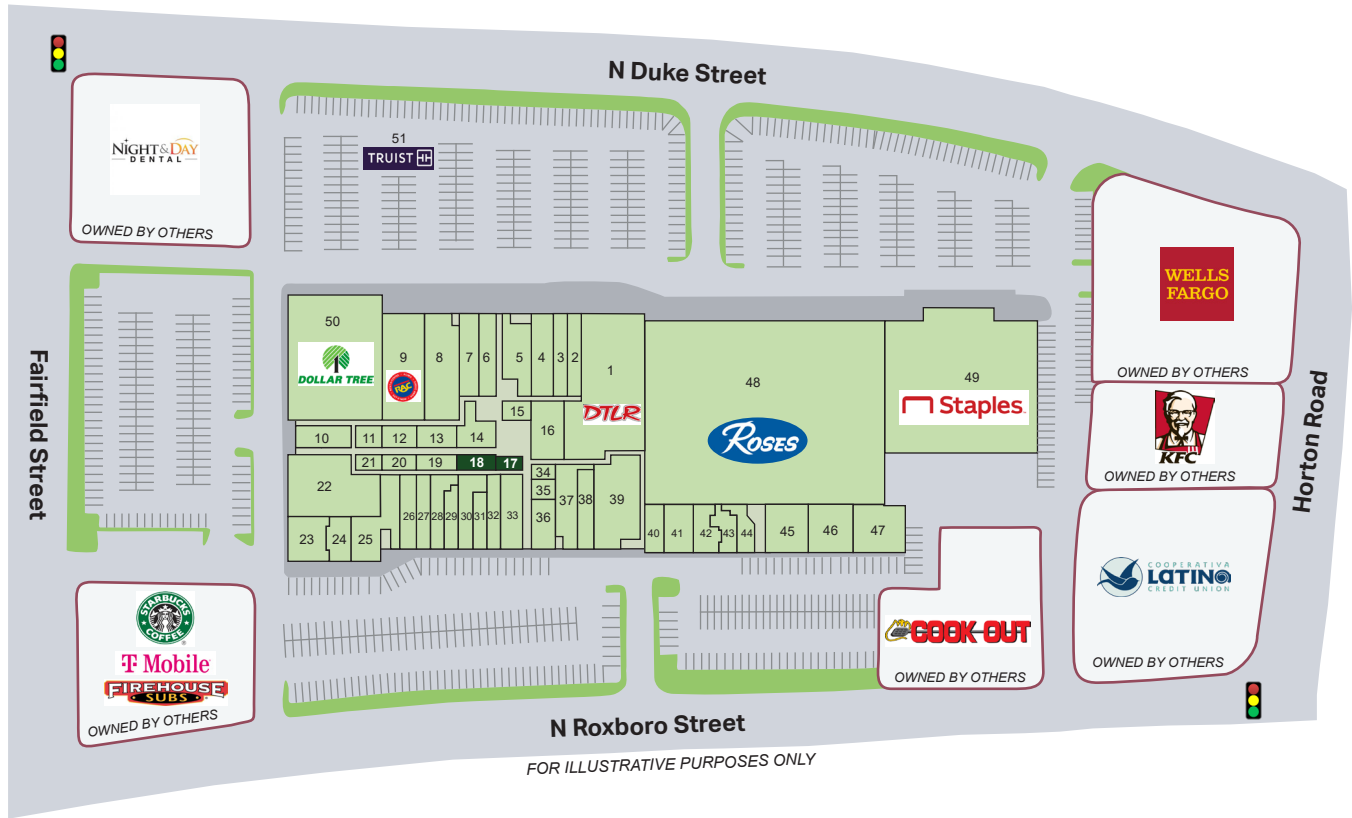 N Duke Street
NIGHT & DAY
DENTAL
OWNED BY OTHERS
51
TRUIST
50
DOLLAR TREE
9
RAC
8
7
6
5
4
3
2
1
DTLR
48
ROSES
49
Staples
WELLS
FARGO
OWNED BY OTHERS
KFC
OWNED BY OTHERS
COOPERATIVA
LATINO
CREDIT UNION
OWNED BY OTHERS
Fairfield Street
Horton Road
10
11
12
13
14
15
16
21
20
19
18
17
22
23
24
25
26
27
28
29
30
31
32
33
34
35
36
37
38
39
40
41
42
43
44
45
46
47
STARBUCKS
COFFEE
T Mobile
FIREHOUSE
SUBS
OWNED BY OTHERS
COOK-OUT
OWNED BY OTHERS
N Roxboro Street
FOR ILLUSTRATIVE PURPOSES ONLY